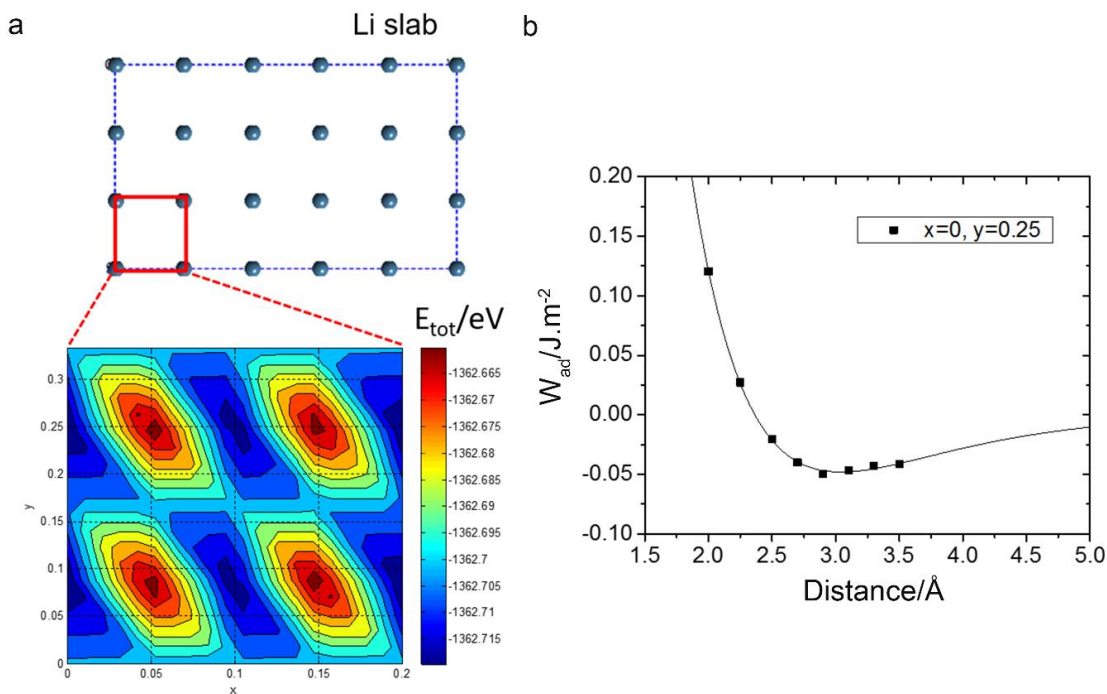 a
Li slab
E_tot/eV
-1362.665
-1362.67
-1362.675
-1362.68
-1362.685
-1362.69
-1362.695
-1362.7
-1362.705
-1362.71
-1362.715
0.3
0.25
0.2
0.15
0.1
0.05
0
y
0 0.05 0.1 0.15 0.2
x
b
x=0, y=0.25
0.20
0.15
0.10
0.05
0.00
-0.05
-0.10
W_ad/J.m⁻²
1.5 2.0 2.5 3.0 3.5 4.0 4.5 5.0
Distance/Å